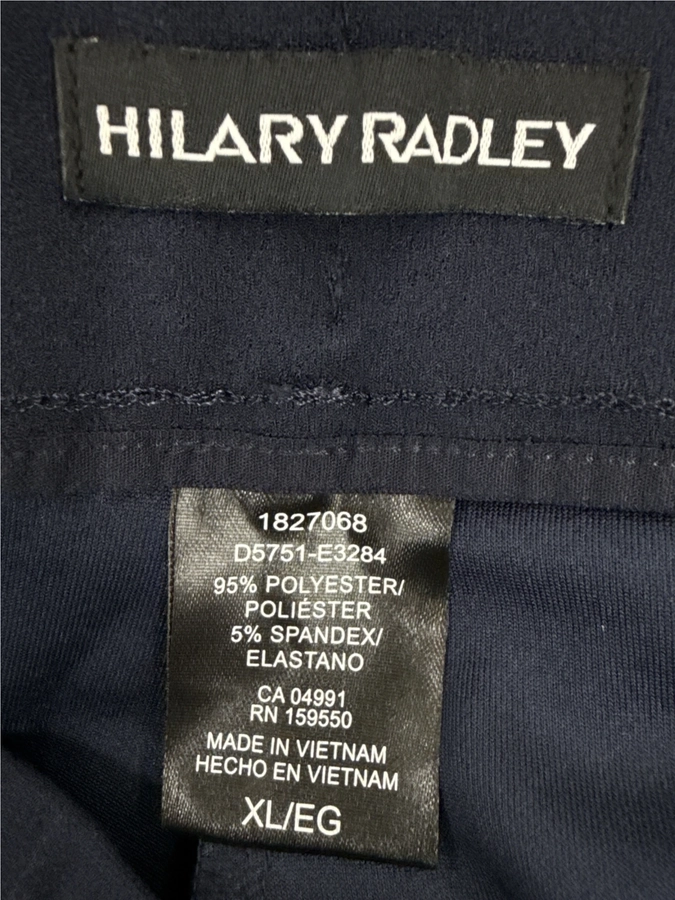 HILARY RADLEY
1827068
D5751-E3284
95% POLYESTER/
POLIÉSTER
5% SPANDEX/
ELASTANO
CA 04991
RN 159550
MADE IN VIETNAM
HECHO EN VIETNAM
XL/EG